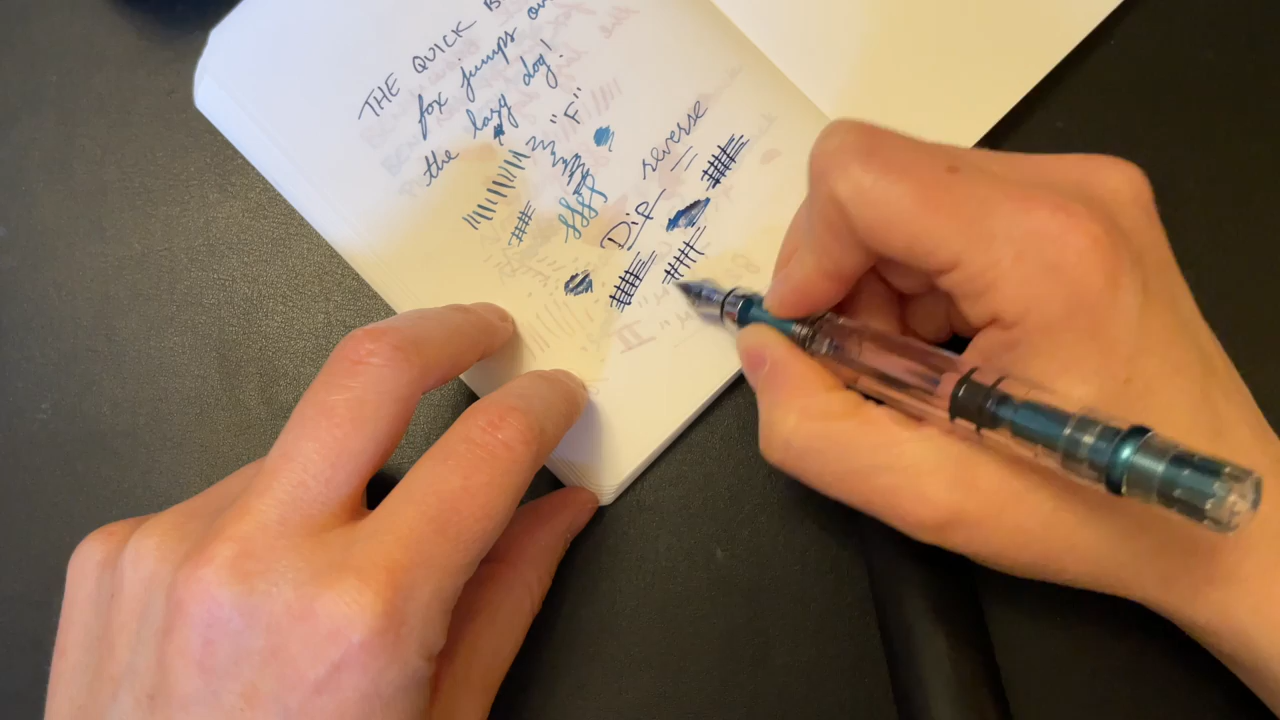 THE QUICK B
fox jumps ov
the lazy dog!
"F"
reverse
Dip